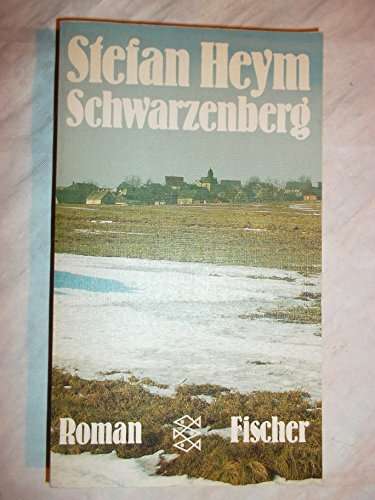 Stefan Heym
Schwarzenberg
Roman Fischer